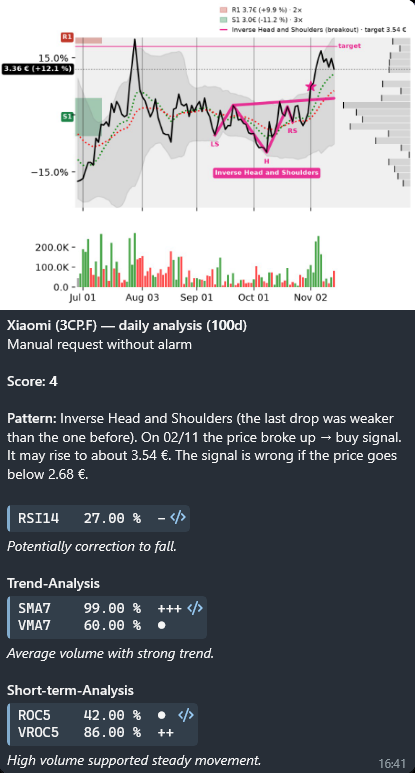 R1 3.7€ (+9.9 %) · 2×
S1 3.0€ (-11.2 %) · 3×
Inverse Head and Shoulders (breakout) · target 3.54 €
R1
target
15.0%
3.36 € (+12.1 %)
S1
LS
RS
H
−15.0%
Inverse Head and Shoulders
200.0K
100.0K
0.0
Jul 01 Aug 03 Sep 01 Oct 01 Nov 02
Xiaomi (3CP.F) — daily analysis (100d)
Manual request without alarm
Score: 4
Pattern: Inverse Head and Shoulders (the last drop was weaker
than the one before). On 02/11 the price broke up → buy signal.
It may rise to about 3.54 €. The signal is wrong if the price goes
below 2.68 €.
RSI14 27.00 % – </>
Potentially correction to fall.
Trend-Analysis
SMA7 99.00 % +++ </>
VMA7 60.00 % ●
Average volume with strong trend.
Short-term-Analysis
ROC5 42.00 % ● </>
VROC5 86.00 % ++
High volume supported steady movement.
16:41